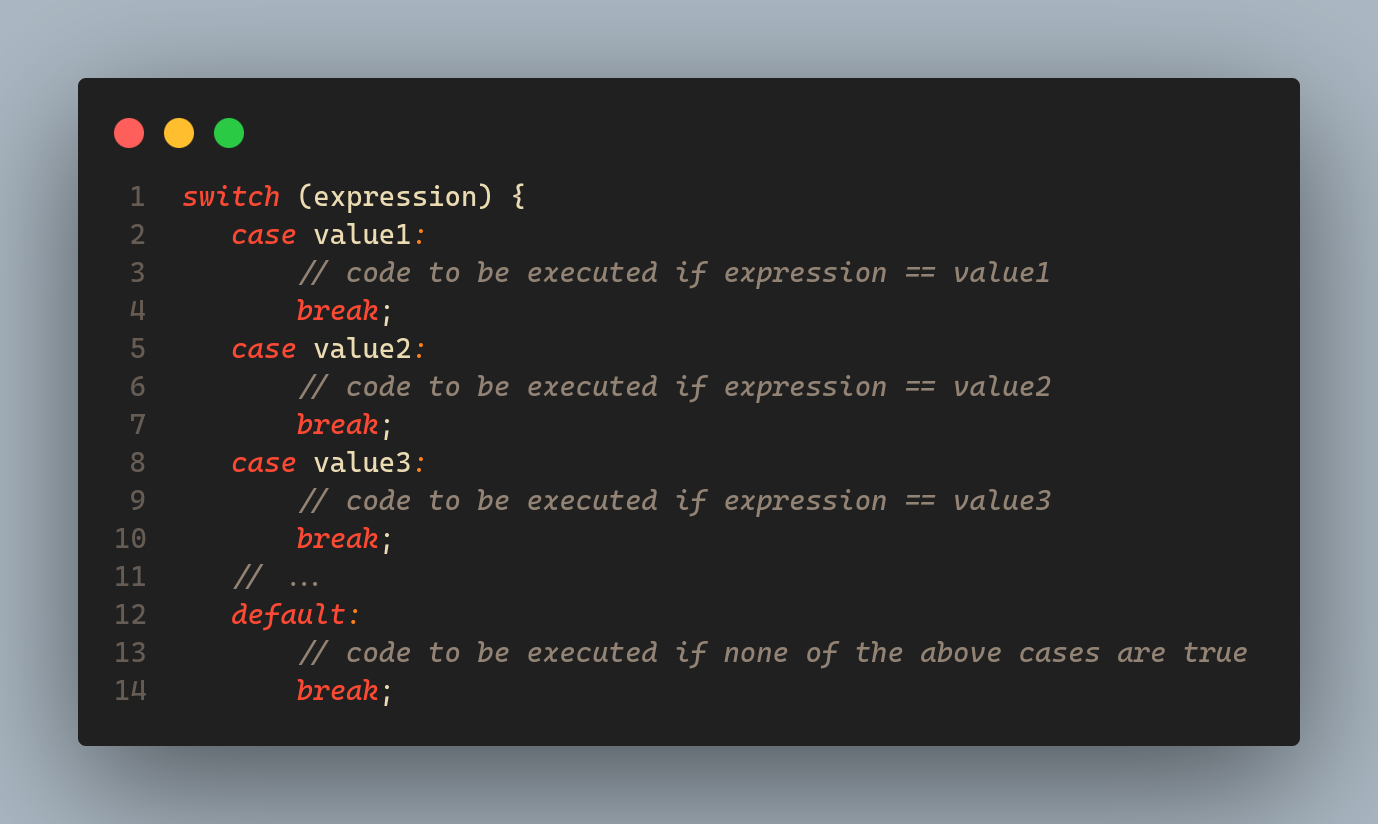 1 switch (expression) {
2    case value1:
3        // code to be executed if expression == value1
4        break;
5    case value2:
6        // code to be executed if expression == value2
7        break;
8    case value3:
9        // code to be executed if expression == value3
10        break;
11    // ...
12    default:
13        // code to be executed if none of the above cases are true
14        break;